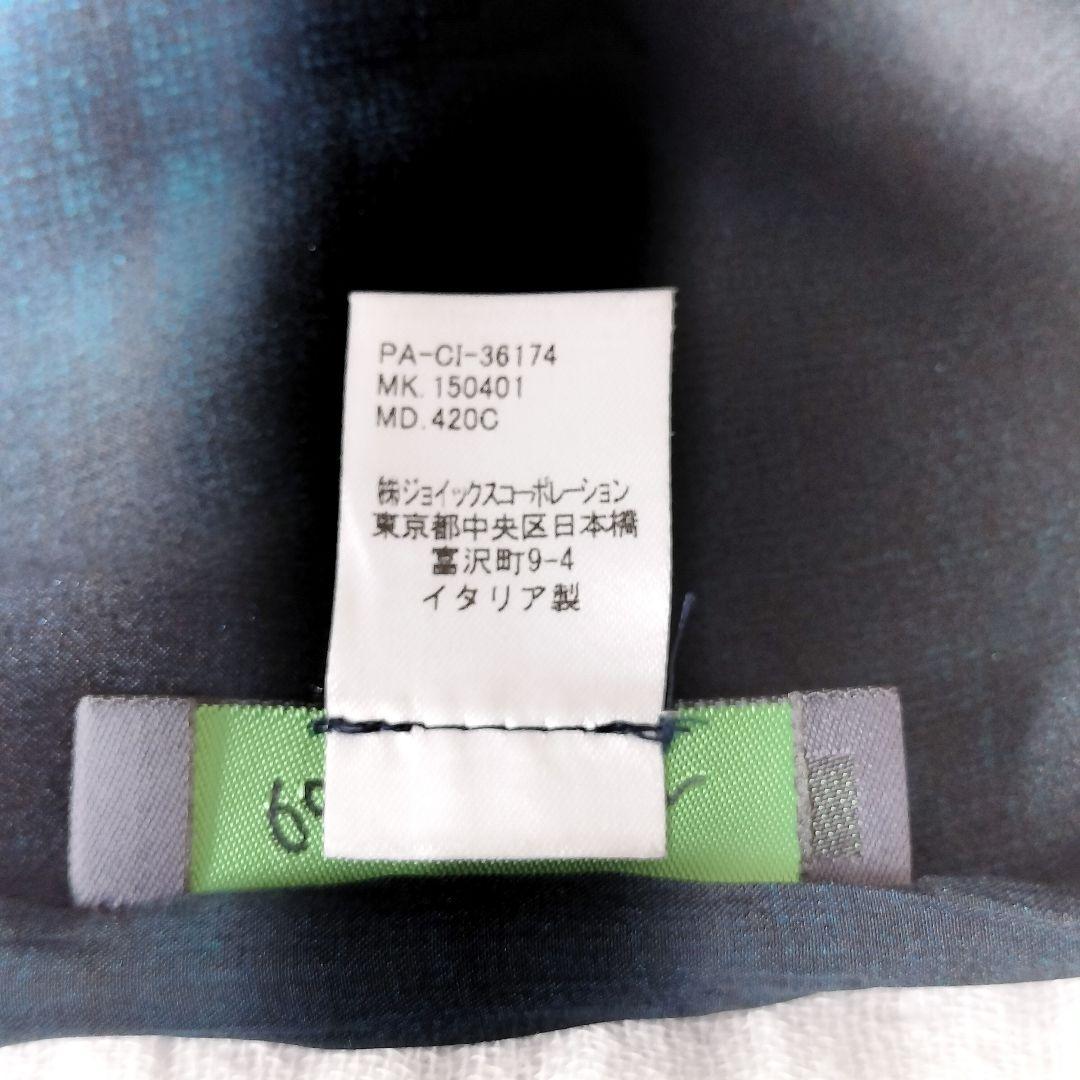 PA-CI-36174
MK.150401
MD.420C
㈱ジョイックスコーポレーション
東京都中央区日本橋
富沢町9-4
イタリア製